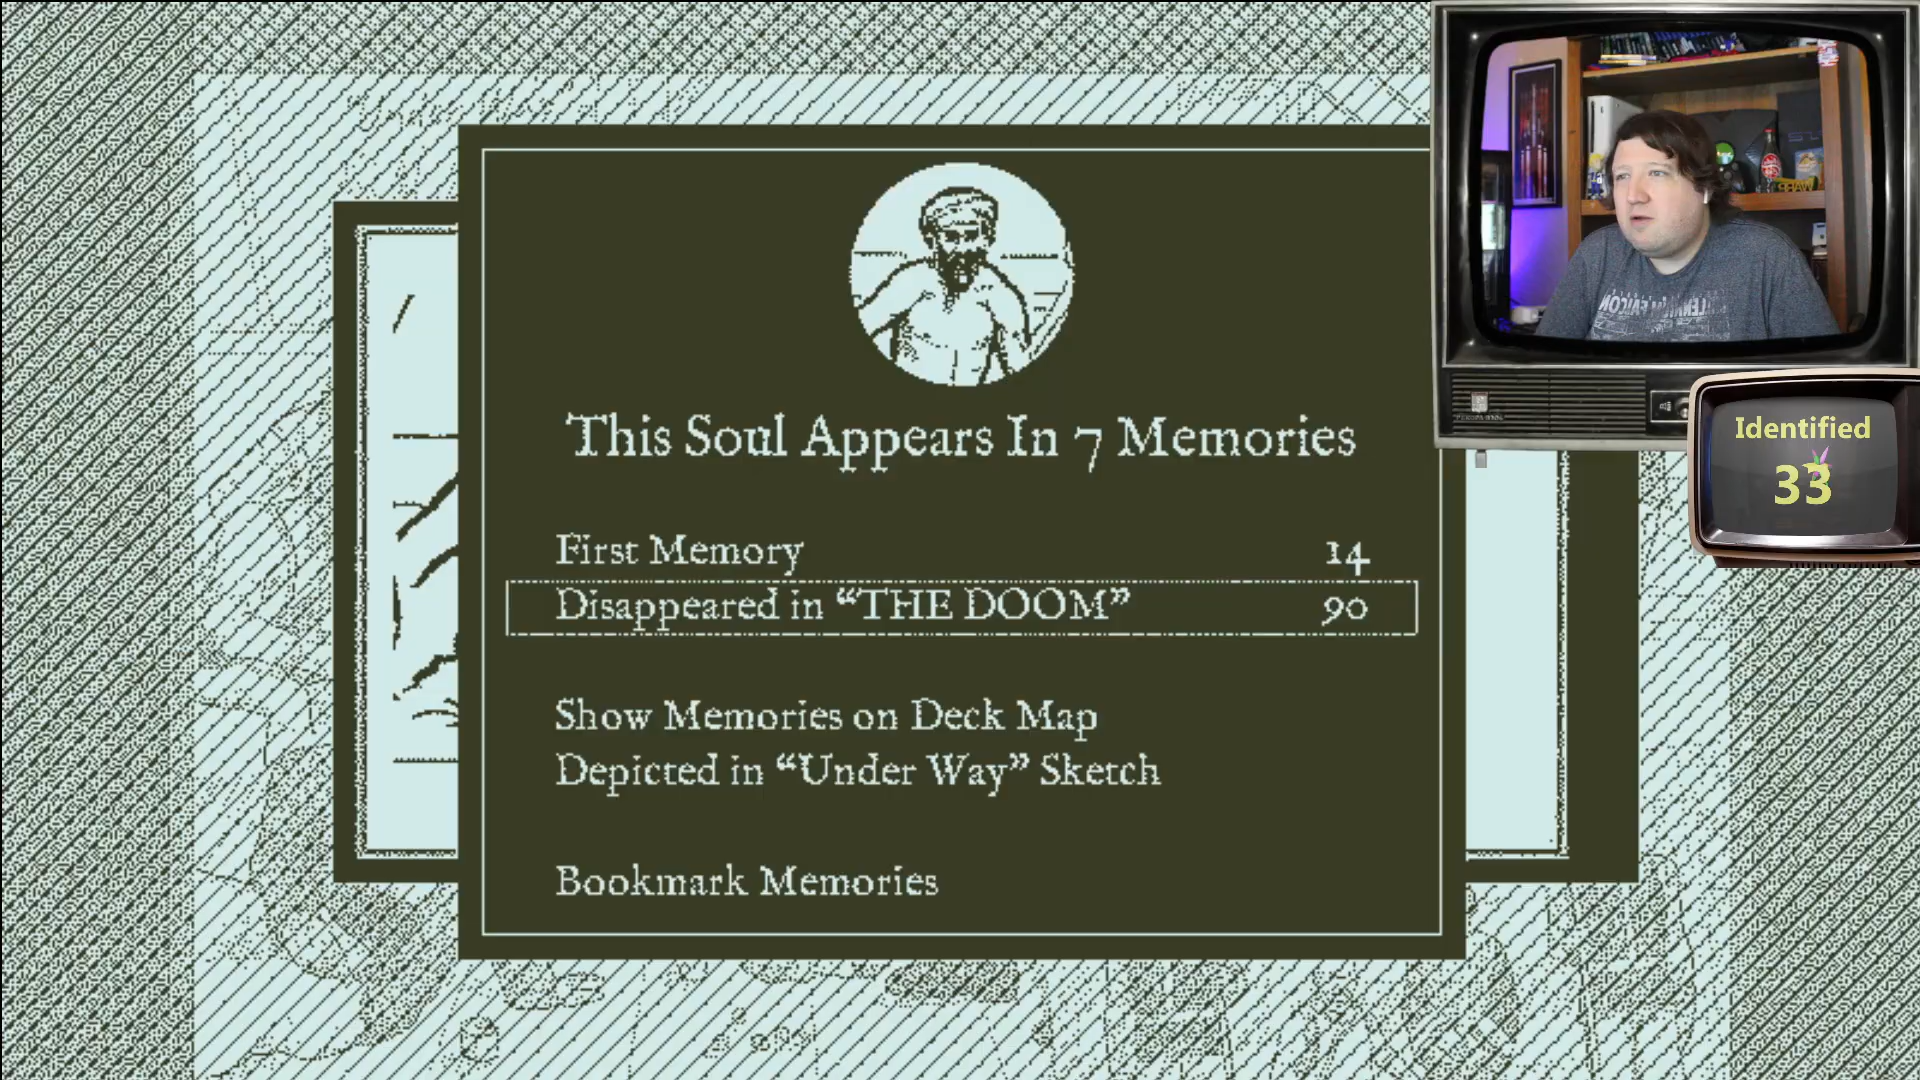 This Soul Appears In 7 Memories
First Memory 14
Disappeared in “THE DOOM” 90
Show Memories on Deck Map
Depicted in “Under Way” Sketch
Bookmark Memories
Identified
33